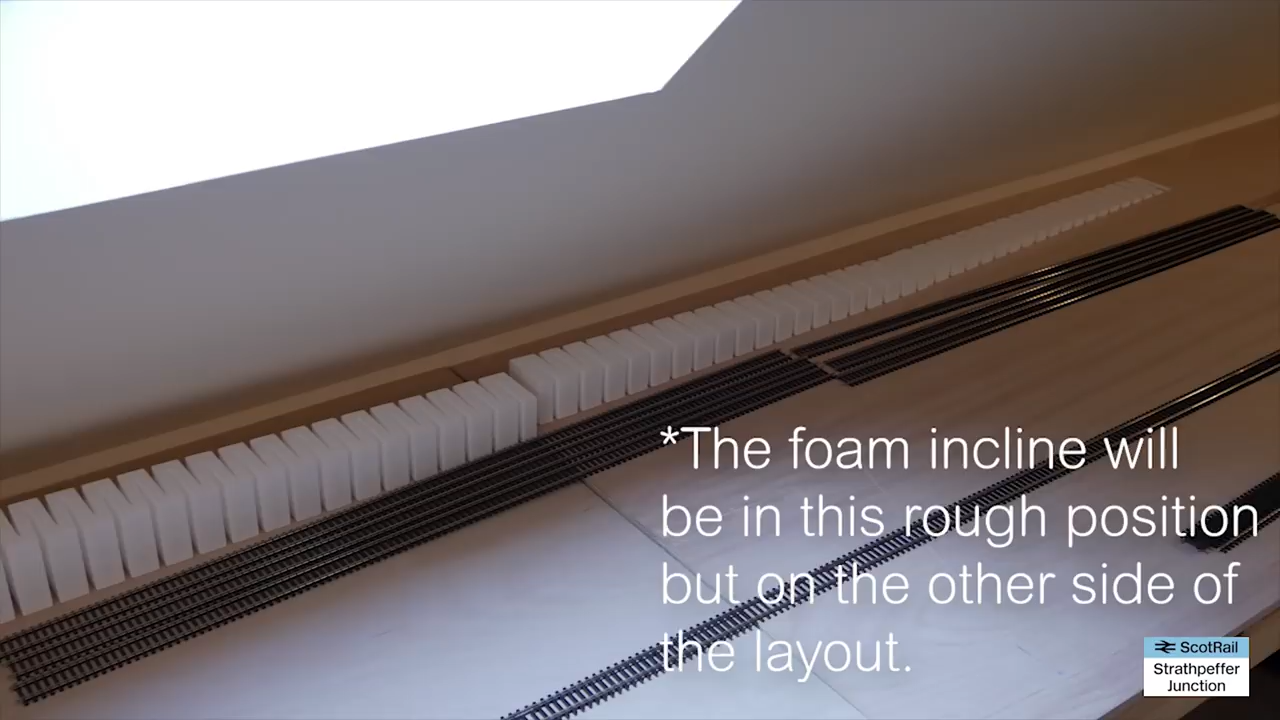 *The foam incline will
be in this rough position
but on the other side of
the layout.
ScotRail
Strathpeffer
Junction